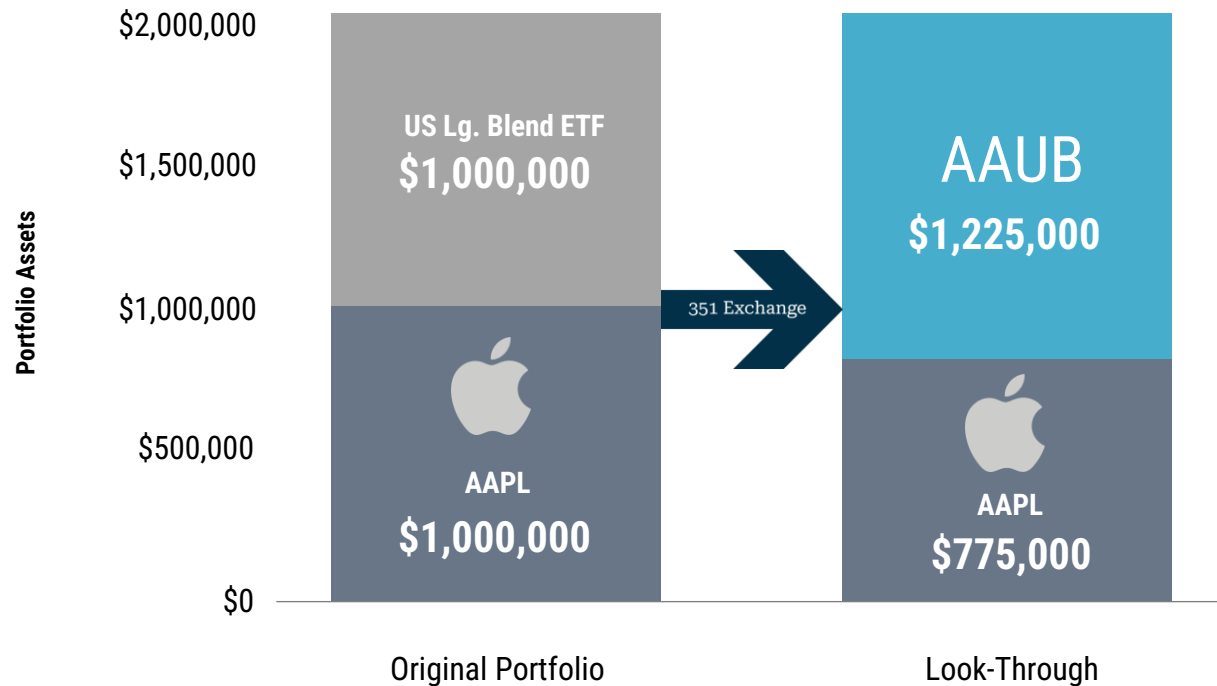 $2,000,000
$1,500,000
$1,000,000
$500,000
$0
Portfolio Assets
US Lg. Blend ETF
$1,000,000
AAPL
$1,000,000
351 Exchange
AAUB
$1,225,000
AAPL
$775,000
Original Portfolio
Look-Through